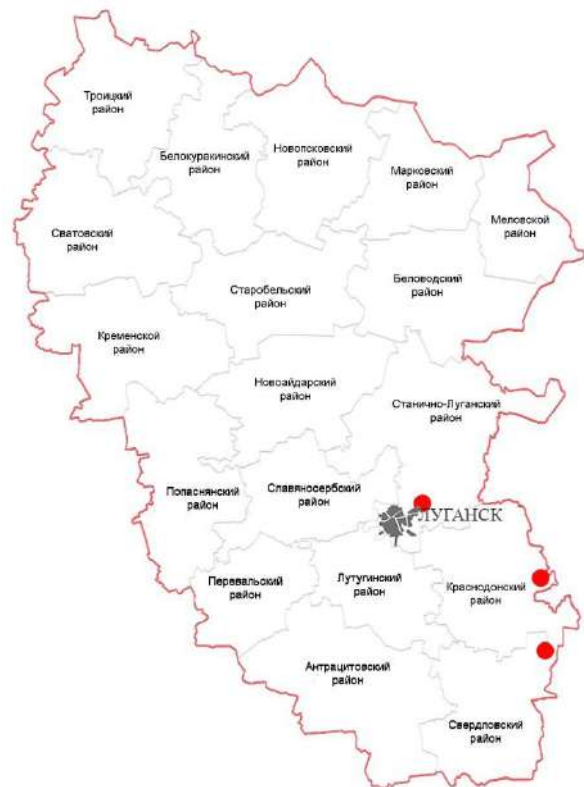 Троицкий
район
Белокуракинский
район
Новопсковский
район
Марковский
район
Меловской
район
Сватовский
район
Старобельский
район
Беловодский
район
Кременской
район
Новоайдарский
район
Станично-Луганский
район
Попаснянский
район
Славяносербский
район
ЛУГАНСК
Перевальский
район
Лутугинский
район
Краснодонский
район
Антрацитовский
район
Свердловский
район